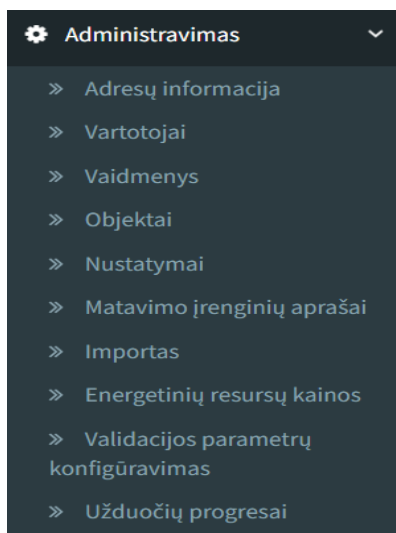 Administravimas
Adresų informacija
Vartotojai
Vaidmenys
Objektai
Nustatymai
Matavimo įrenginių aprašai
Importas
Energetinių resursų kainos
Validacijos parametrų
konfigūravimas
Užduočių progresai